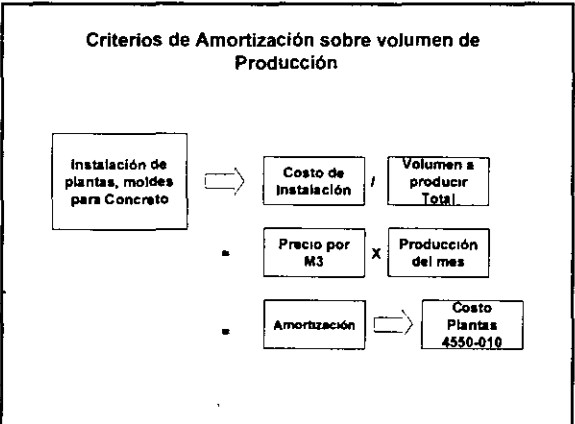 Criterios de Amortización sobre volumen de
Producción
Instalación de
plantas, moldes
para Concreto
Costo de
Instalación
/
Volumen a
producir
Total
=
Precio por
M3
X
Producción
del mes
=
Amortización
Costo
Plantas
4550-010